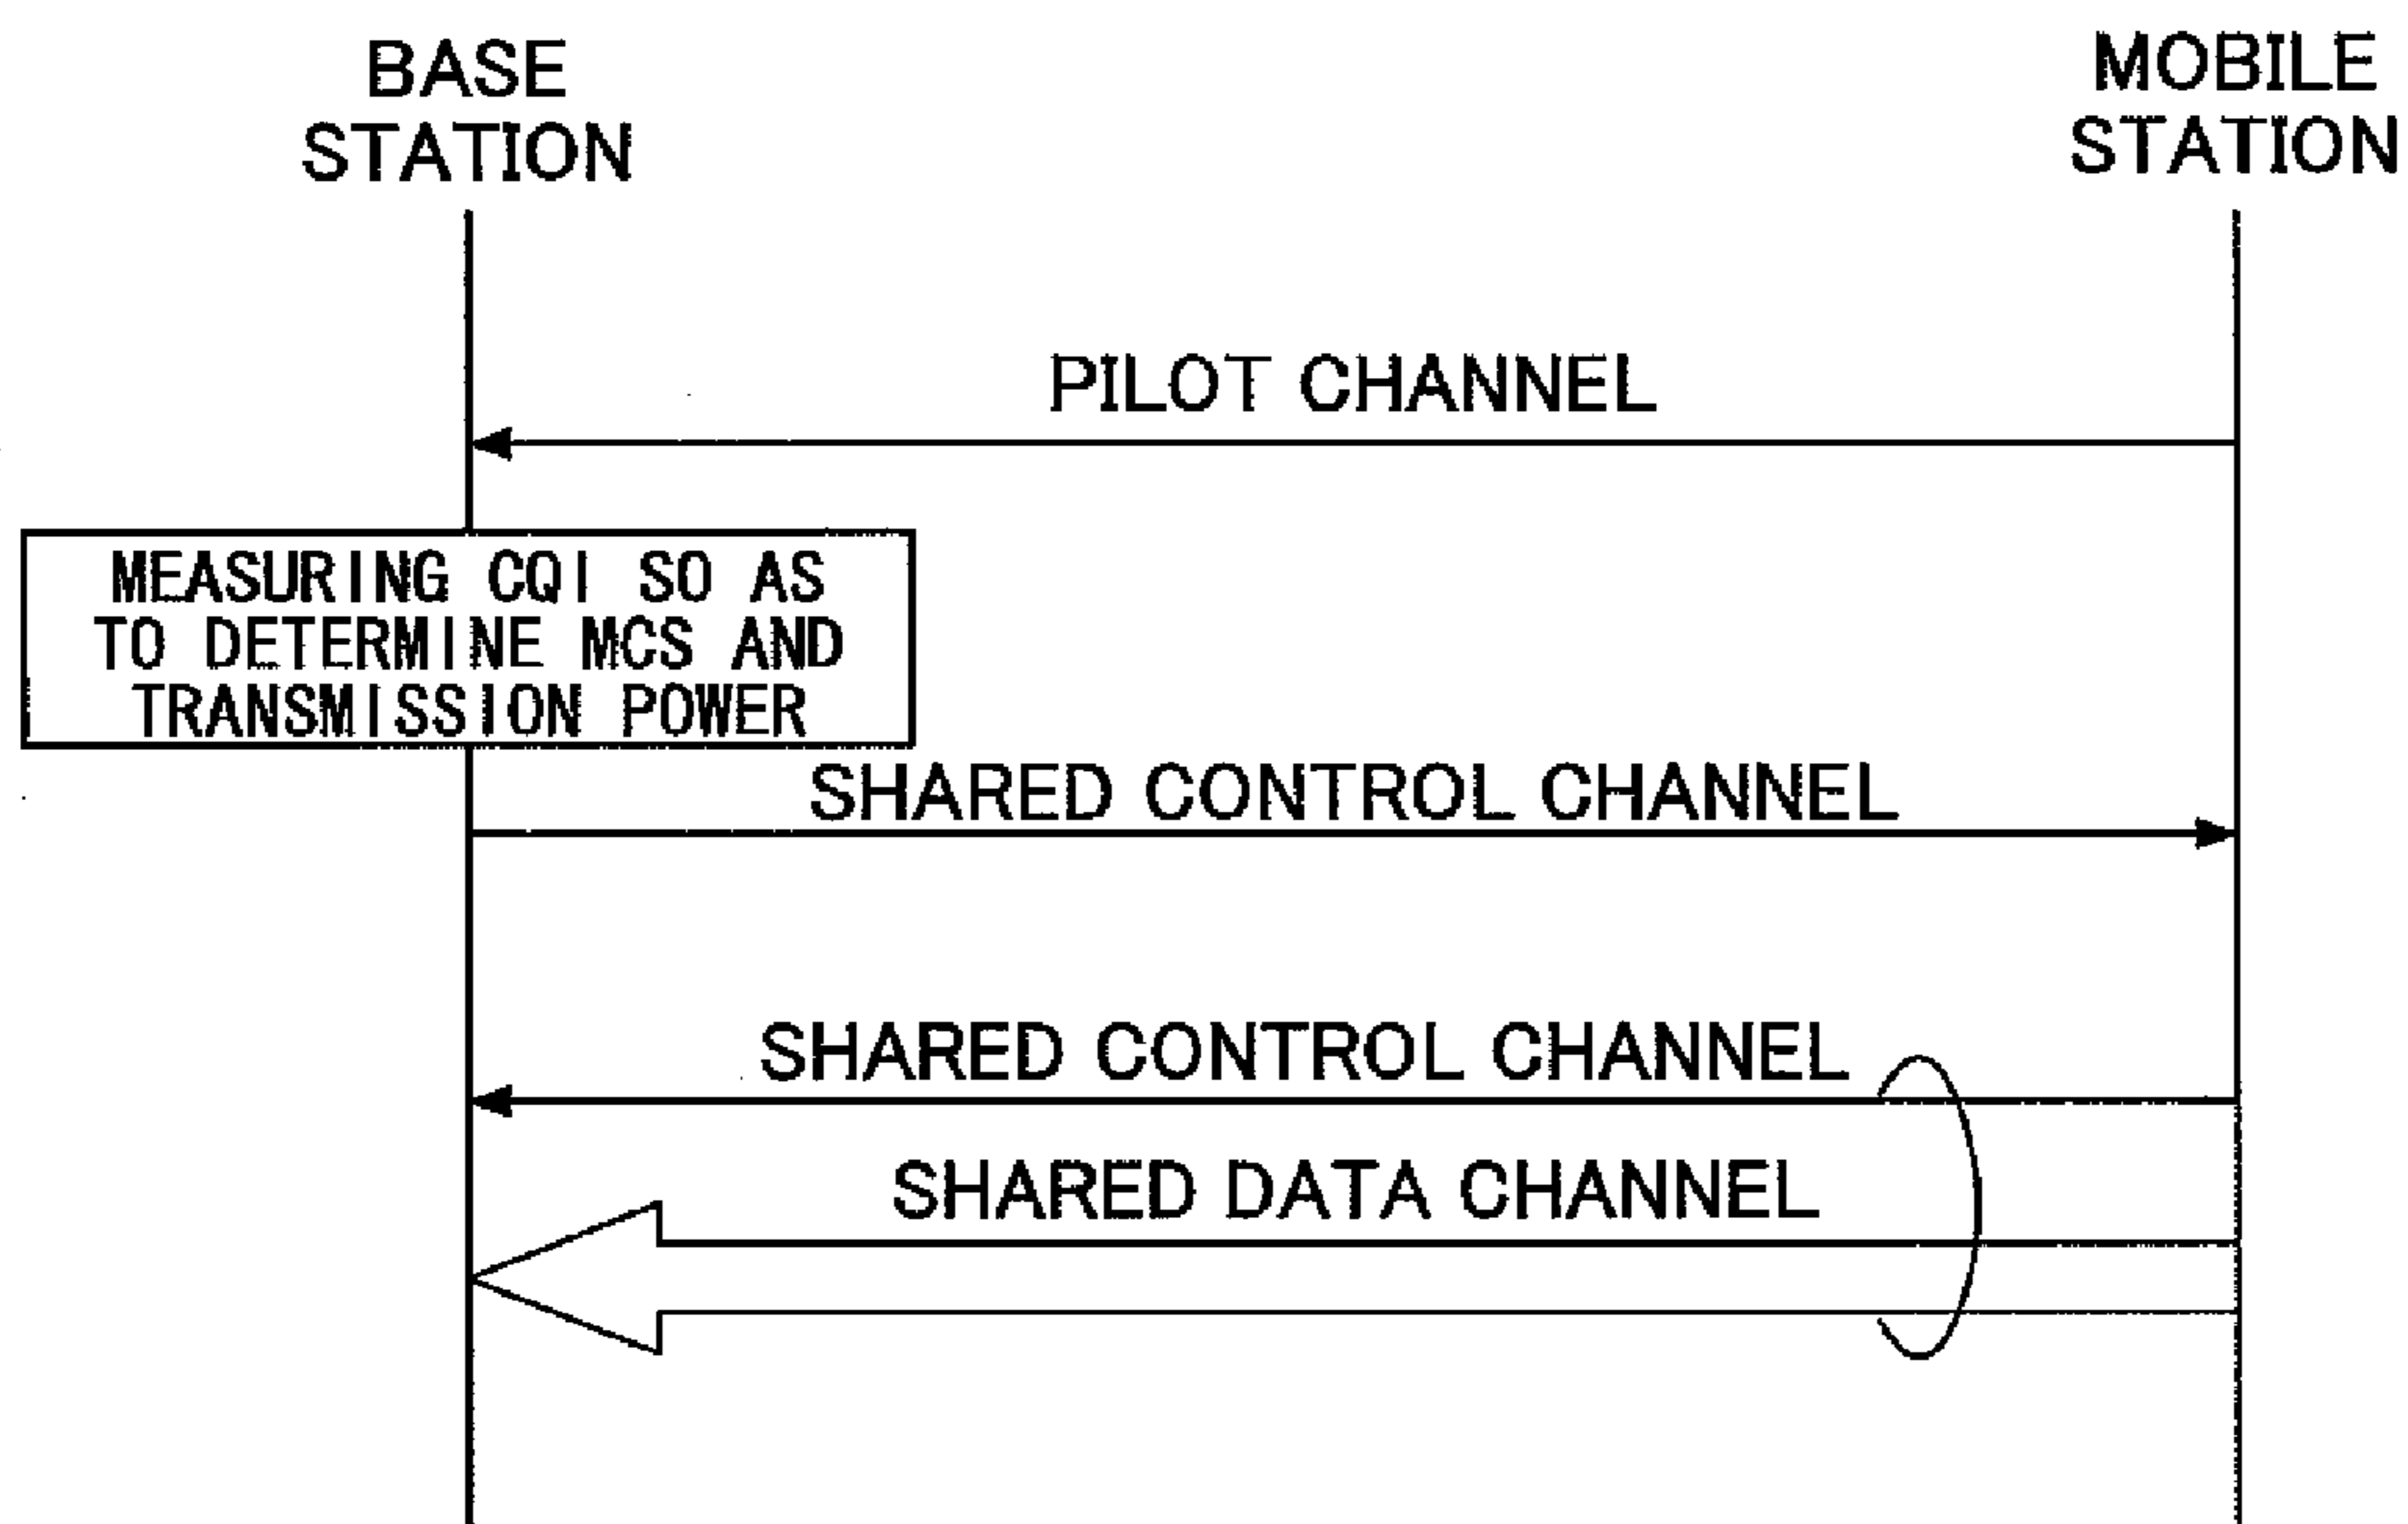 BASE
STATION
MOBILE
STATION
PILOT CHANNEL
MEASURING CQI SO AS
TO DETERMINE MCS AND
TRANSMISSION POWER
SHARED CONTROL CHANNEL
SHARED CONTROL CHANNEL
SHARED DATA CHANNEL